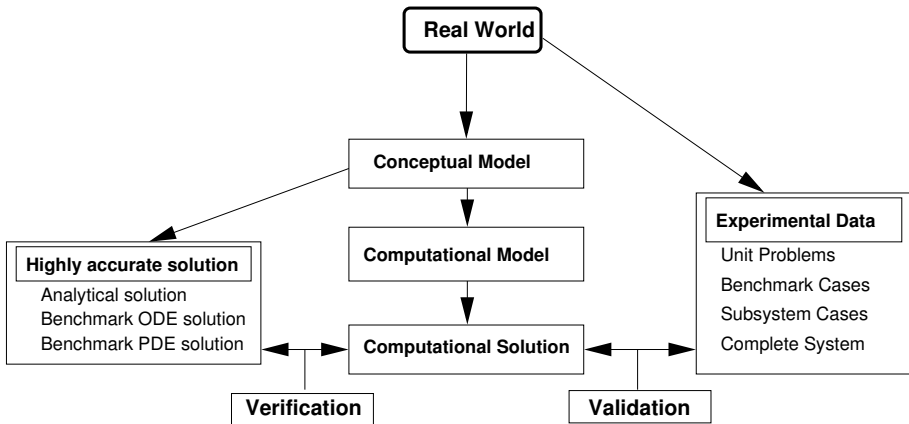 Real World
Conceptual Model
Computational Model
Computational Solution
Highly accurate solution
Analytical solution
Benchmark ODE solution
Benchmark PDE solution
Experimental Data
Unit Problems
Benchmark Cases
Subsystem Cases
Complete System
Verification
Validation